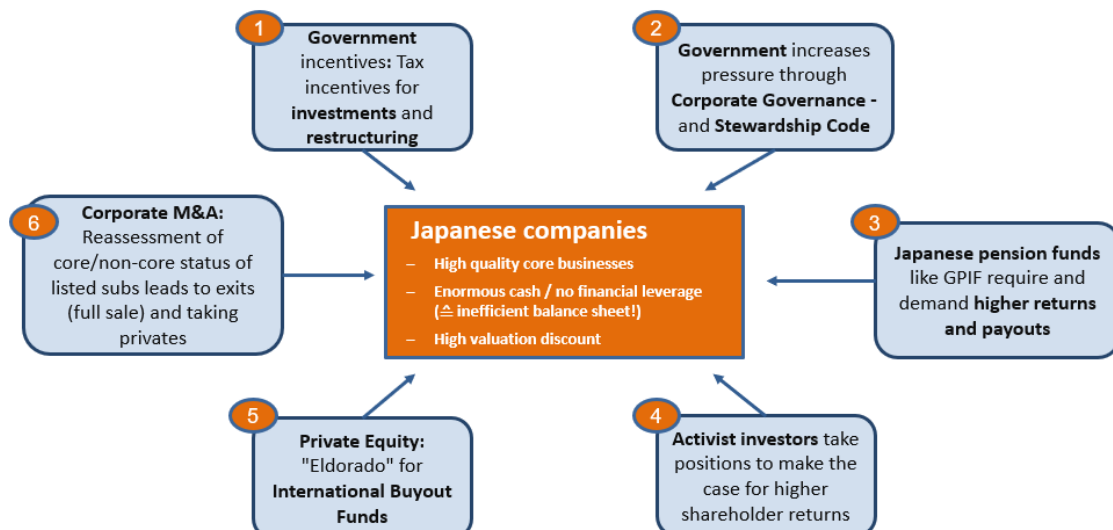 1
Government
incentives: Tax
incentives for
investments and
restructuring
2
Government increases
pressure through
Corporate Governance -
and Stewardship Code
6
Corporate M&A:
Reassessment of
core/non-core status of
listed subs leads to exits
(full sale) and taking
privates
Japanese companies
– High quality core businesses
– Enormous cash / no financial leverage
(≙ inefficient balance sheet!)
– High valuation discount
3
Japanese pension funds
like GPIF require and
demand higher returns
and payouts
5
Private Equity:
"Eldorado" for
International Buyout
Funds
4
Activist investors take
positions to make the
case for higher
shareholder returns